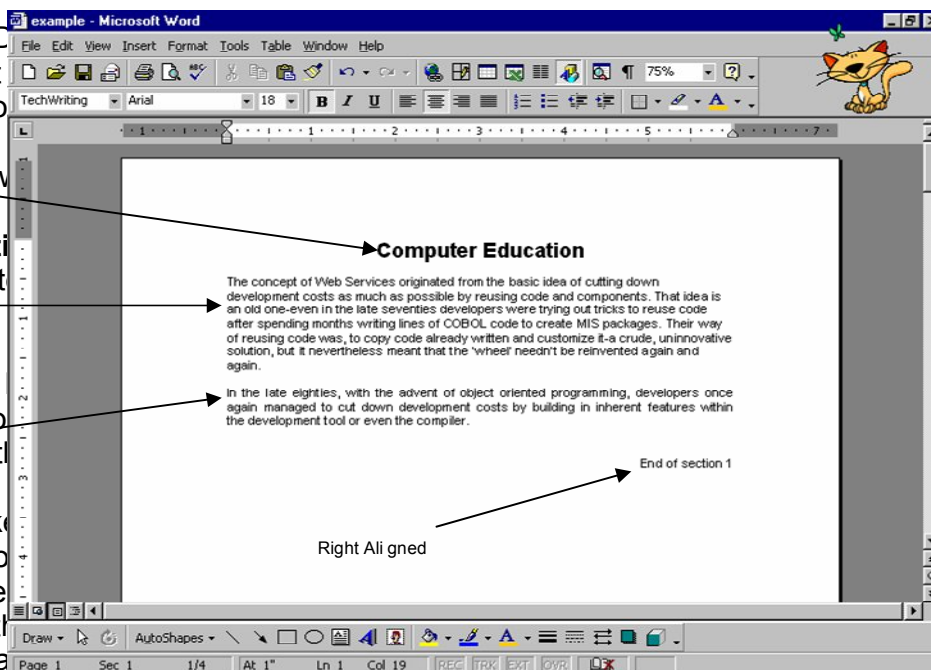 example - Microsoft Word
File Edit View Insert Format Tools Table Window Help
75%
TechWriting Arial 18 B I U
1 1 2 3 4 5 7
Computer Education
The concept of Web Services originated from the basic idea of cutting down
development costs as much as possible by reusing code and components. That idea is
an old one-even in the late seventies developers were trying out tricks to reuse code
after spending months writing lines of COBOL code to create MIS packages. Their way
of reusing code was, to copy code already written and customize it-a crude, uninnovative
solution, but it nevertheless meant that the 'wheel' needn't be reinvented again and
again.
In the late eighties, with the advent of object oriented programming, developers once
again managed to cut down development costs by building in inherent features within
the development tool or even the compiler.
End of section 1
Right Ali gned
Draw AutoShapes
Page 1 Sec 1 1/4 At 1" Ln 1 Col 19 REC TRK EXT OVR